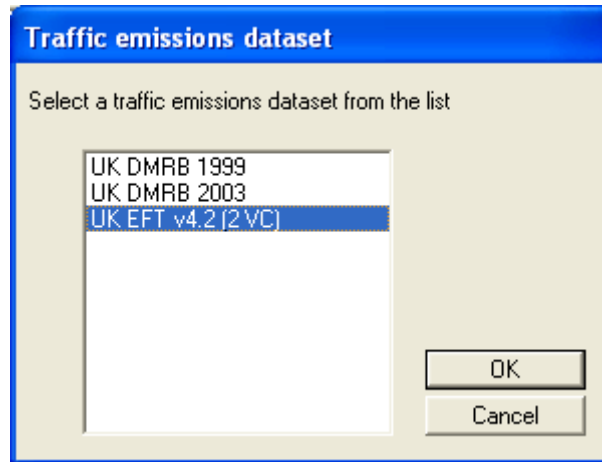 Traffic emissions dataset
Select a traffic emissions dataset from the list
UK DMRB 1999
UK DMRB 2003
UK EFT v4.2 (2 VC)
OK
Cancel